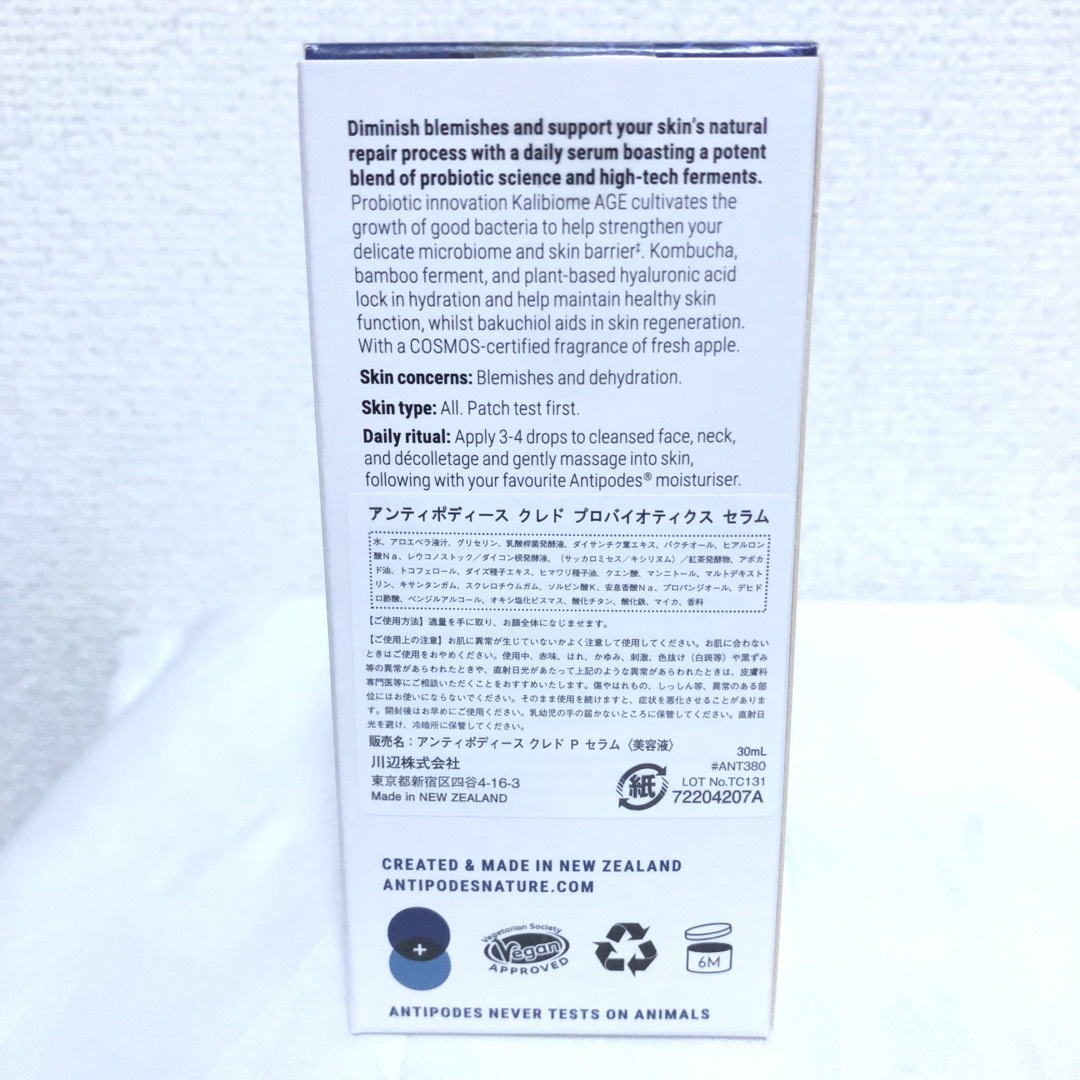 Diminish blemishes and support your skin's natural
repair process with a daily serum boasting a potent
blend of probiotic science and high-tech ferments.
Probiotic innovation Kalibiome AGE cultivates the
growth of good bacteria to help strengthen your
delicate microbiome and skin barrier‡. Kombucha,
bamboo ferment, and plant-based hyaluronic acid
lock in hydration and help maintain healthy skin
function, whilst bakuchiol aids in skin regeneration.
With a COSMOS-certified fragrance of fresh apple.
Skin concerns: Blemishes and dehydration.
Skin type: All. Patch test first.
Daily ritual: Apply 3-4 drops to cleansed face, neck,
and décolletage and gently massage into skin,
following with your favourite Antipodes® moisturiser.
アンティポディース クレド プロバイオティクス セラム
水、アロエベラ液汁、グリセリン、乳酸桿菌発酵液、ダイサンチク葉エキス、バクチオール、ヒアルロン
酸Ｎａ、レウコノストック／ダイコン根発酵液、（サッカロミセス／キシリヌム）／紅茶発酵物、アボカ
ド油、トコフェロール、ダイズ種子エキス、ヒマワリ種子油、クエン酸、マンニトール、マルトデキスト
リン、キサンタンガム、スクレロチウムガム、ソルビン酸Ｋ、安息香酸Ｎａ、プロパンジオール、デヒド
ロ酢酸、ベンジルアルコール、オキシ塩化ビスマス、酸化チタン、酸化鉄、マイカ、香料
【ご使用方法】適量を手に取り、お顔全体になじませます。
【ご使用上の注意】お肌に異常が生じていないかよく注意して使用してください。お肌に合わない
ときはご使用をおやめください。使用中、赤味、はれ、かゆみ、刺激、色抜け（白斑等）や黒ずみ
等の異常があらわれたときや、直射日光があたって上記のような異常があらわれたときは、皮膚科
専門医等にご相談いただくことをおすすめいたします。傷やはれもの、しっしん等、異常のある部
位にはお使いにならないでください。そのまま使用を続けますと、症状を悪化させることがありま
す。開封後はお早めにご使用ください。乳幼児の手の届かないところに保管してください。直射日
光を避け、冷暗所に保管してください。
販売名：アンティポディース クレド P セラム〈美容液〉
30mL
川辺株式会社
#ANT380
東京都新宿区四谷4-16-3
LOT No.TC131
Made in NEW ZEALAND
紙
72204207A
CREATED & MADE IN NEW ZEALAND
ANTIPODESNATURE.COM
+
Vegetarian Society
Vegan
APPROVED
6M
ANTIPODES NEVER TESTS ON ANIMALS